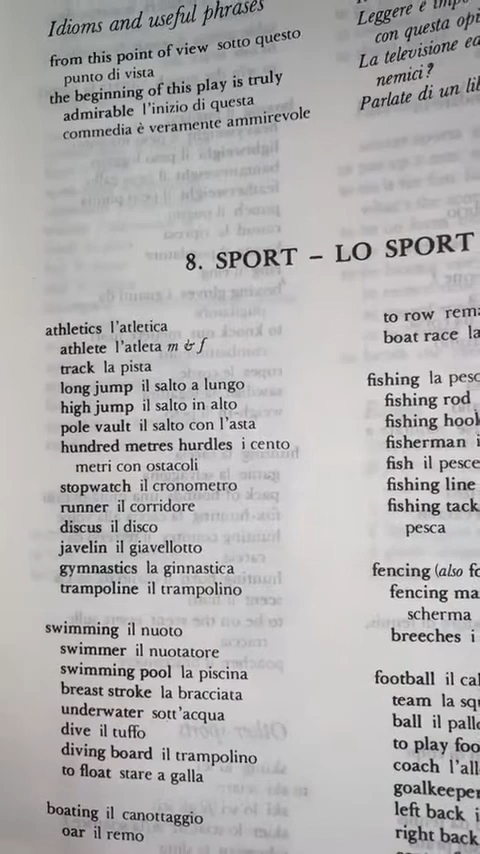 Idioms and useful phrases
from this point of view sotto questo
punto di vista
the beginning of this play is truly
admirable l'inizio di questa
commedia è veramente ammirevole
Leggere e
con questa opi
La televisione ed
nemici?
Parlate di un lib
8. SPORT – LO SPORT
athletics l'atletica
athlete l'atleta m & f
track la pista
long jump il salto a lungo
high jump il salto in alto
pole vault il salto con l'asta
hundred metres hurdles i cento
metri con ostacoli
stopwatch il cronometro
runner il corridore
discus il disco
javelin il giavellotto
gymnastics la ginnastica
trampoline il trampolino
swimming il nuoto
swimmer il nuotatore
swimming pool la piscina
breast stroke la bracciata
underwater sott'acqua
dive il tuffo
diving board il trampolino
to float stare a galla
boating il canottaggio
oar il remo
to row rema
boat race la
fishing la pesc
fishing rod
fishing hool
fisherman i
fish il pesce
fishing line
fishing tack
pesca
fencing (also fo
fencing ma
scherma
breeches i
football il cal
team la squ
ball il pallo
to play foo
coach l'all
goalkeeper
left back i
right back